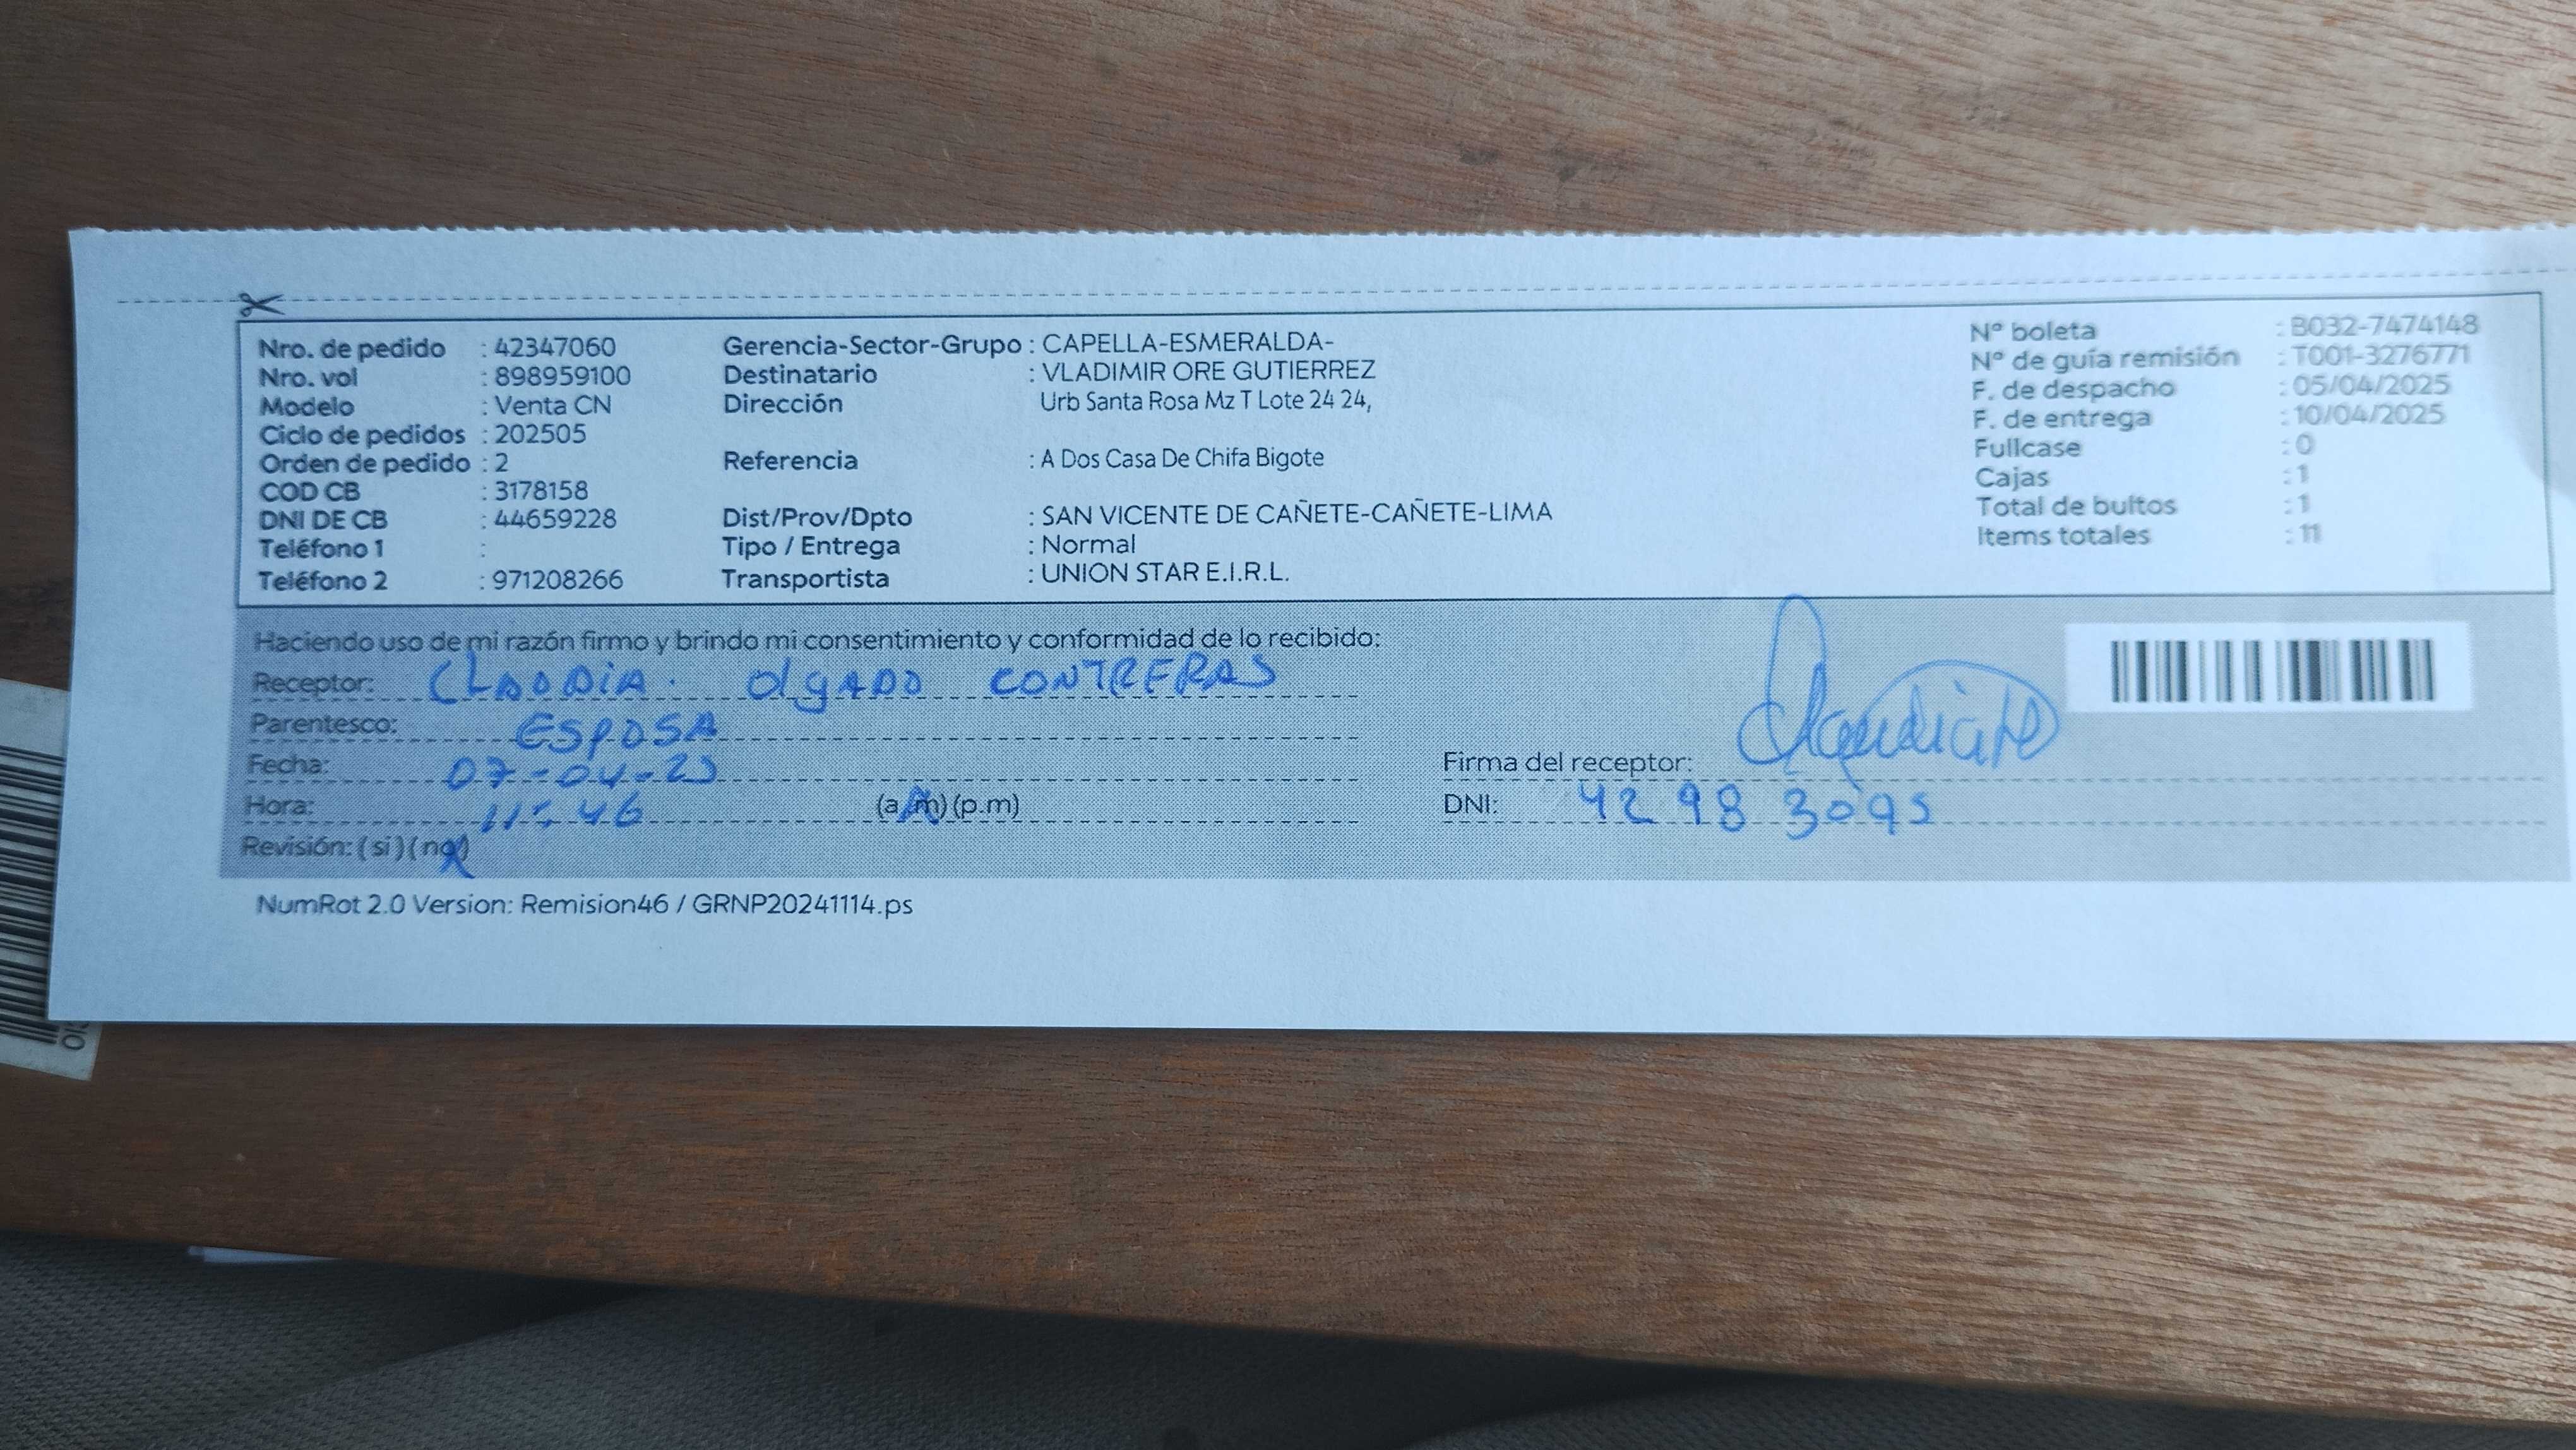 Nro. de pedido : 42347060
Nro. vol : 898959100
Modelo : Venta CN
Ciclo de pedidos : 202505
Orden de pedido : 2
COD CB : 3178158
DNI DE CB : 44659228
Teléfono 1 :
Teléfono 2 : 971208266
Gerencia-Sector-Grupo : CAPELLA-ESMERALDA-
Destinatario : VLADIMIR ORE GUTIERREZ
Dirección Urb Santa Rosa Mz T Lote 24 24,
Referencia : A Dos Casa De Chifa Bigote
Dist/Prov/Dpto : SAN VICENTE DE CAÑETE-CAÑETE-LIMA
Tipo / Entrega : Normal
Transportista : UNION STAR E.I.R.L.
Nº boleta : B032-7474148
Nº de guía remisión : T001-3276771
F. de despacho : 05/04/2025
F. de entrega : 10/04/2025
Fullcase : 0
Cajas : 1
Total de bultos : 1
Items totales : 11
Haciendo uso de mi razón firmo y brindo mi consentimiento y conformidad de lo recibido:
Receptor: CLAUDIA. OlgADO CONTRERAS
Parentesco: ESPOSA
Fecha: 07-04-25
Hora: 11:46 (a.m) (p.m)
Revisión: (si) (no)
Firma del receptor:
DNI: 42 98 3095
NumRot 2.0 Version: Remision46 / GRNP20241114.ps